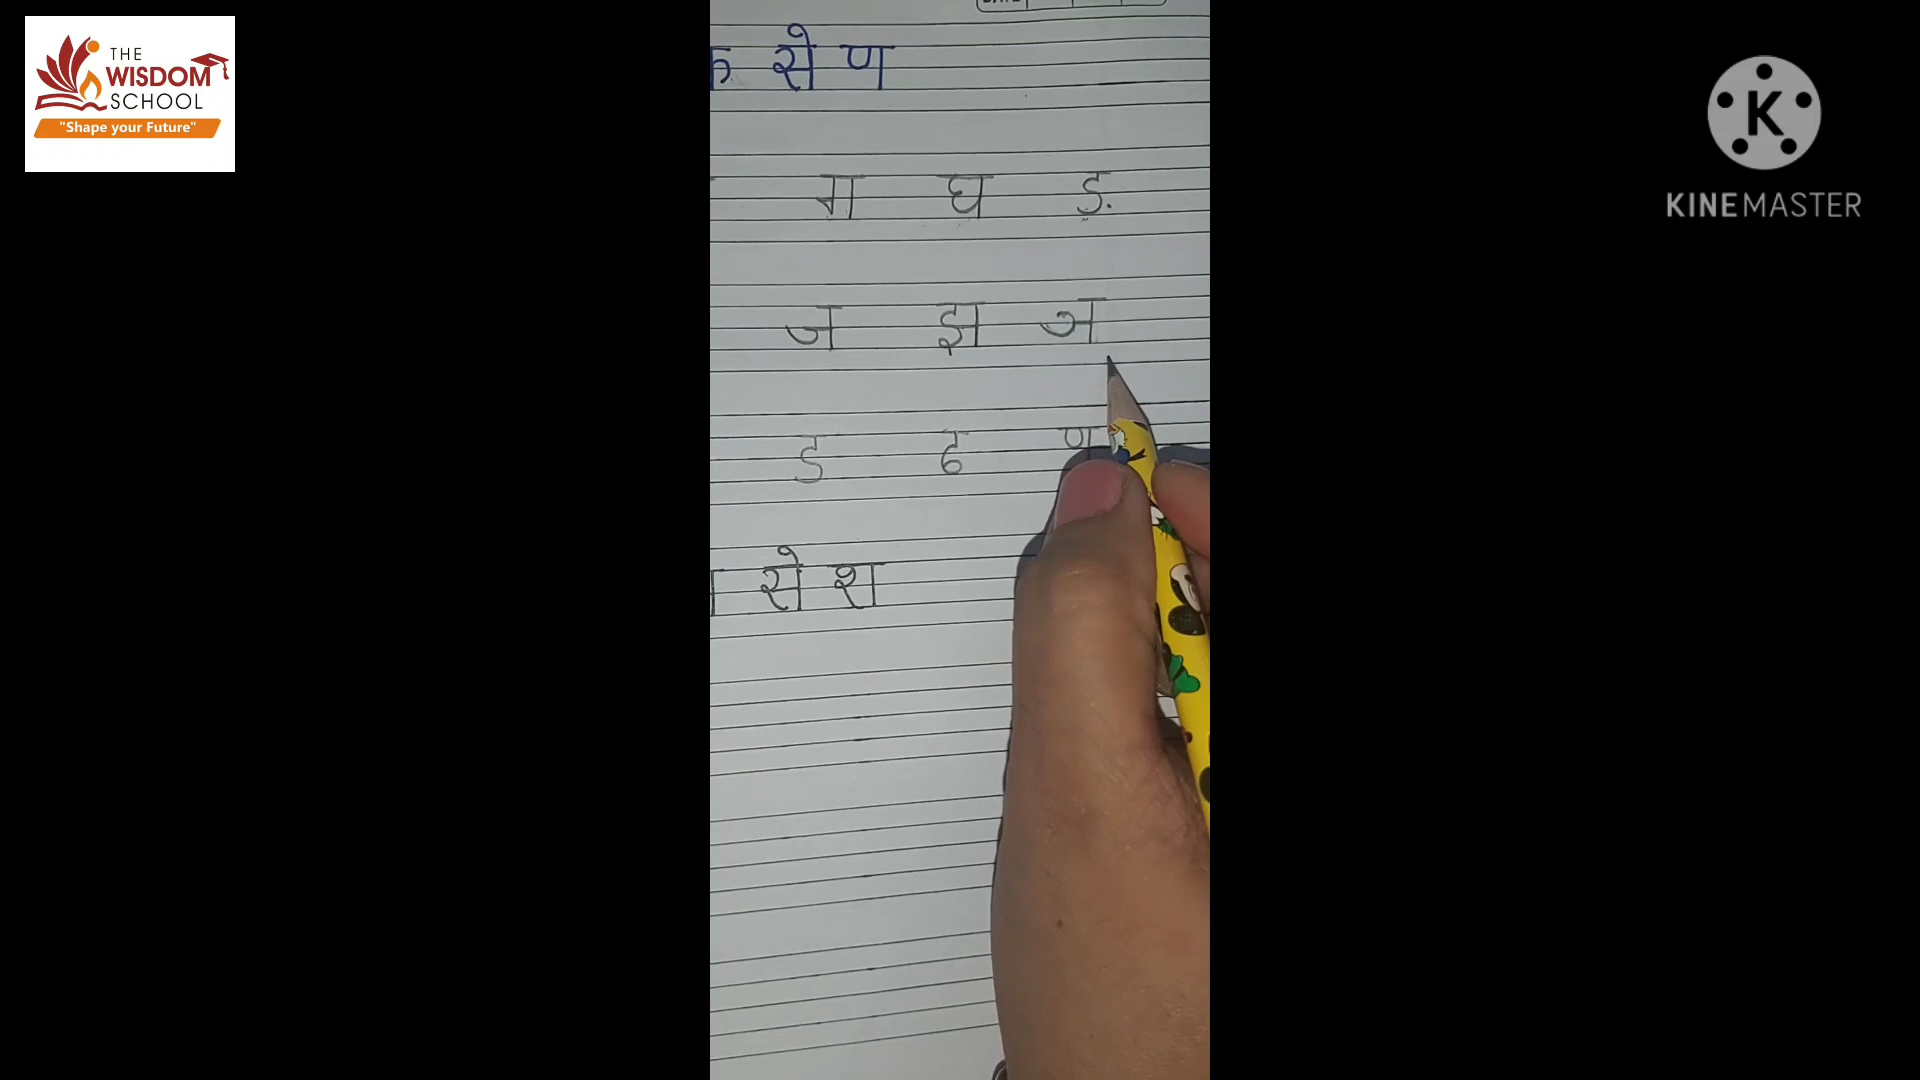 THE
WISDOM
SCHOOL
"Shape your Future"
K
KINEMASTER
क से ण
ग घ ङ
ज झ ञ
ड ढ ण
से श